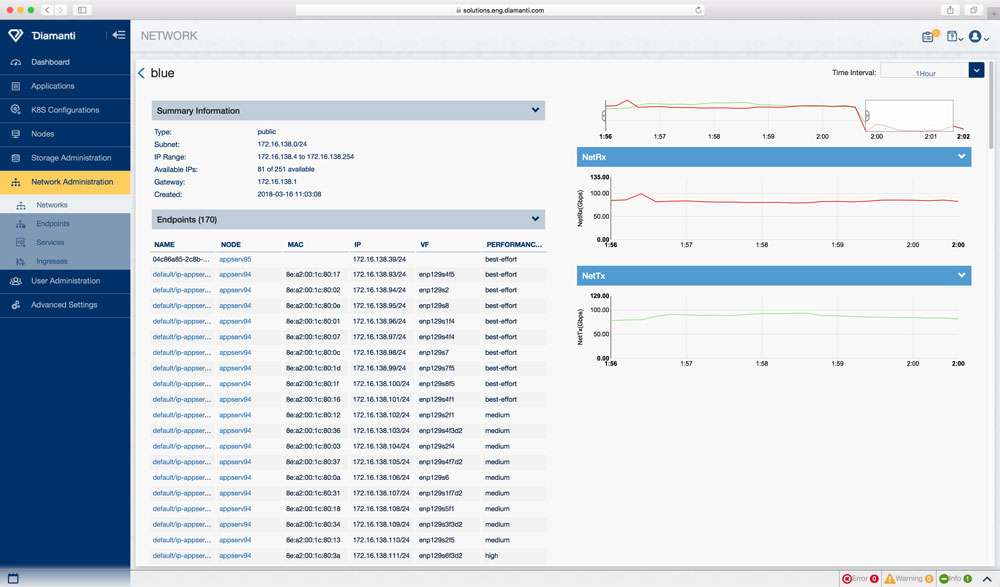 solutions.eng.diamanti.com
Diamanti
NETWORK
Dashboard
Applications
K8S Configurations
Nodes
Storage Administration
Network Administration
Networks
Endpoints
Services
Ingresses
User Administration
Advanced Settings
blue
Time Interval: 1Hour
Summary Information
Type: public
Subnet: 172.16.138.0/24
IP Range: 172.16.138.4 to 172.16.138.254
Available IPs: 81 of 251 available
Gateway: 172.16.138.1
Created: 2018-03-16 11:03:08
Endpoints (170)
NAME NODE MAC IP VF PERFORMANC...
04c86a85-2c8b-... appserv95 172.16.138.39/24 best-effort
default/ip-appser... appserv94 8e:a2:00:1c:80:17 172.16.138.93/24 enp129s4f5 best-effort
default/ip-appser... appserv94 8e:a2:00:1c:80:02 172.16.138.94/24 enp129s2 best-effort
default/ip-appser... appserv94 8e:a2:00:1c:80:0e 172.16.138.95/24 enp129s8 best-effort
default/ip-appser... appserv94 8e:a2:00:1c:80:01 172.16.138.96/24 enp129s1f4 best-effort
default/ip-appser... appserv94 8e:a2:00:1c:80:07 172.16.138.97/24 enp129s4f4 best-effort
default/ip-appser... appserv94 8e:a2:00:1c:80:0c 172.16.138.98/24 enp129s7 best-effort
default/ip-appser... appserv94 8e:a2:00:1c:80:1d 172.16.138.99/24 enp129s7f5 best-effort
default/ip-appser... appserv94 8e:a2:00:1c:80:1f 172.16.138.100/24 enp129s8f5 best-effort
default/ip-appser... appserv94 8e:a2:00:1c:80:16 172.16.138.101/24 enp129s4f1 best-effort
default/ip-appser... appserv94 8e:a2:00:1c:80:12 172.16.138.102/24 enp129s2f1 medium
default/ip-appser... appserv94 8e:a2:00:1c:80:36 172.16.138.103/24 enp129s4f3d2 medium
default/ip-appser... appserv94 8e:a2:00:1c:80:03 172.16.138.104/24 enp129s2f4 medium
default/ip-appser... appserv94 8e:a2:00:1c:80:37 172.16.138.105/24 enp129s4f7d2 medium
default/ip-appser... appserv94 8e:a2:00:1c:80:0a 172.16.138.106/24 enp129s6 medium
default/ip-appser... appserv94 8e:a2:00:1c:80:31 172.16.138.107/24 enp129s1f7d2 medium
default/ip-appser... appserv94 8e:a2:00:1c:80:18 172.16.138.108/24 enp129s5f1 medium
default/ip-appser... appserv94 8e:a2:00:1c:80:34 172.16.138.109/24 enp129s3f3d2 medium
default/ip-appser... appserv94 8e:a2:00:1c:80:13 172.16.138.110/24 enp129s2f5 medium
default/ip-appser... appserv94 8e:a2:00:1c:80:3a 172.16.138.111/24 enp129s6f3d2 high
1:56 1:57 1:58 1:59 2:00 2:00 2:01 2:02
NetRx
NetRx(Gbps)
135.00
100.00
50.00
0.00
1:56 1:57 1:58 1:59 2:00 2:00
NetTx
NetTx(Gbps)
129.00
100.00
50.00
0.00
1:56 1:57 1:58 1:59 2:00 2:00
Error 0 Warning 0 Info 1